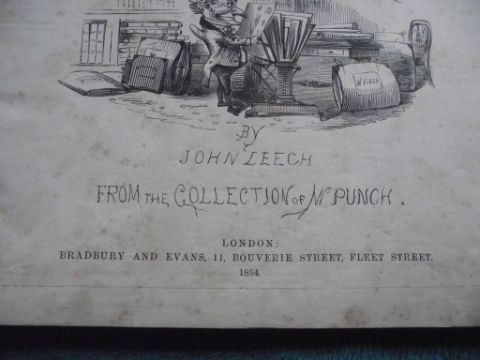 BY
JOHN LEECH
FROM THE COLLECTION OF Mr PUNCH.
LONDON:
BRADBURY AND EVANS, 11, BOUVERIE STREET, FLEET STREET.
1854.